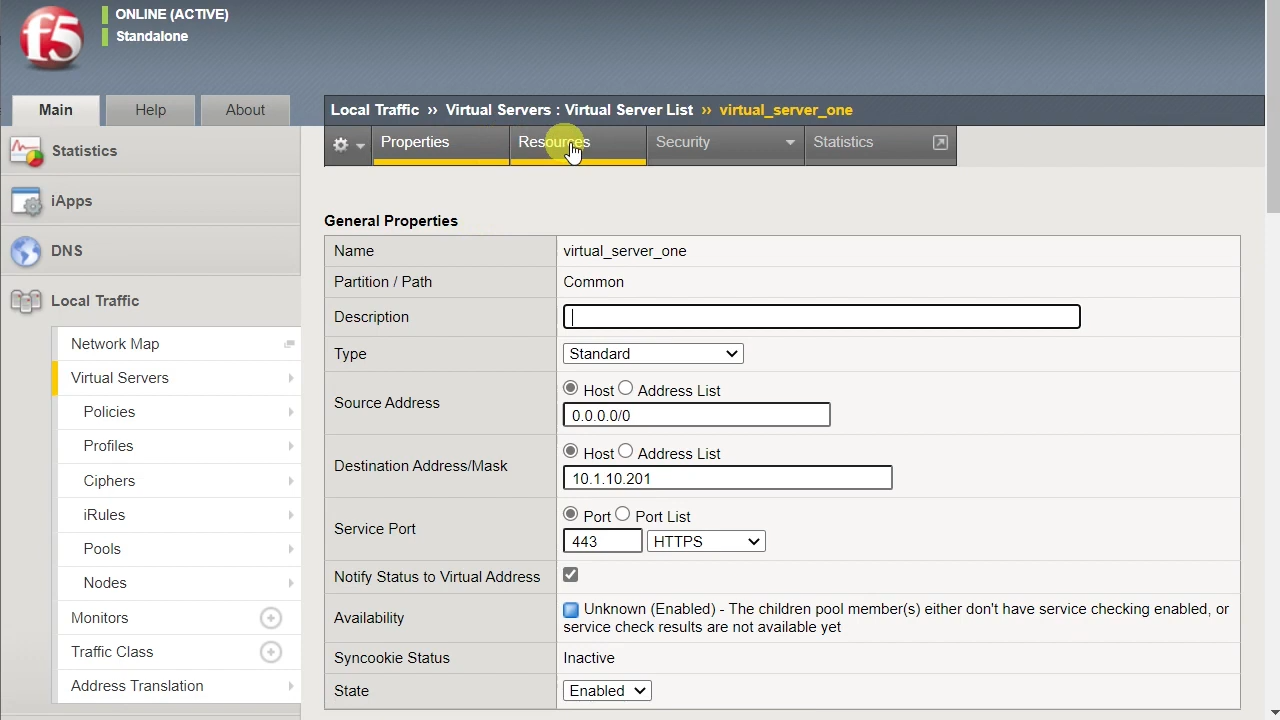 f5
ONLINE (ACTIVE)
Standalone
Main
Help
About
Local Traffic ›› Virtual Servers : Virtual Server List ›› virtual_server_one
Properties
Resources
Security
Statistics
Statistics
iApps
DNS
Local Traffic
Network Map
Virtual Servers
Policies
Profiles
Ciphers
iRules
Pools
Nodes
Monitors
Traffic Class
Address Translation
General Properties
Name
virtual_server_one
Partition / Path
Common
Description
Type
Standard
Source Address
Host Address List
0.0.0.0/0
Destination Address/Mask
Host Address List
10.1.10.201
Service Port
Port Port List
443 HTTPS
Notify Status to Virtual Address
Availability
Unknown (Enabled) - The children pool member(s) either don't have service checking enabled, or
service check results are not available yet
Syncookie Status
Inactive
State
Enabled